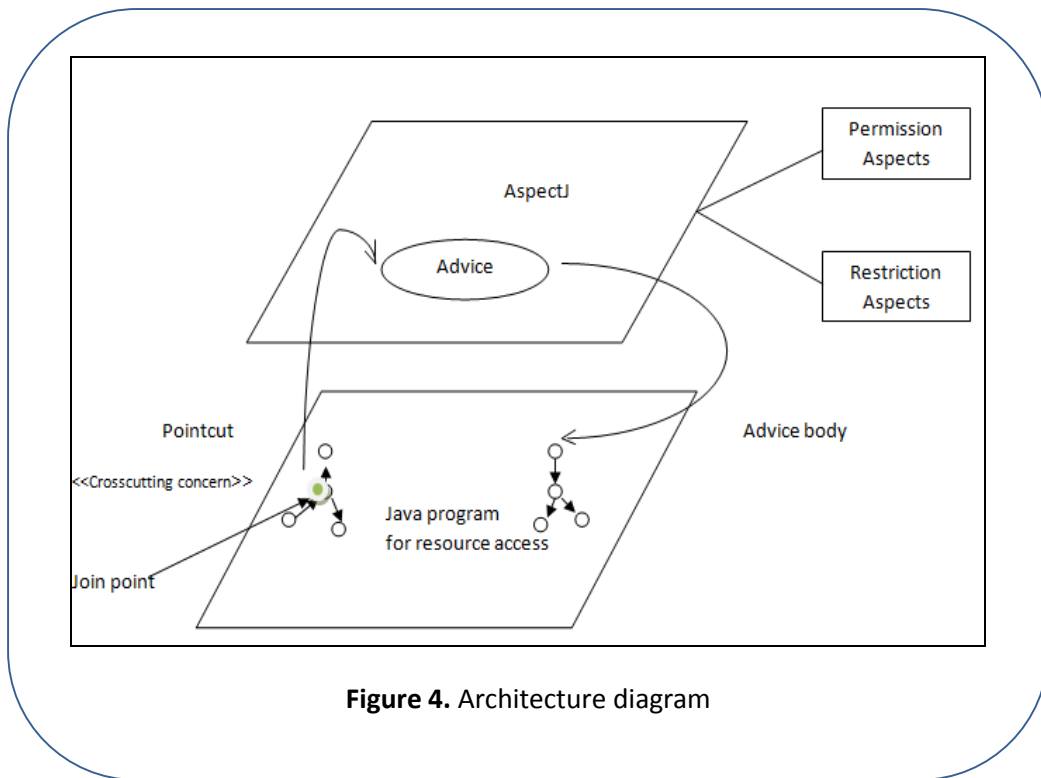 Permission
Aspects
AspectJ
Advice
Restriction
Aspects
Pointcut
Advice body
<<Crosscutting concern>>
Java program
for resource access
Join point
Figure 4. Architecture diagram